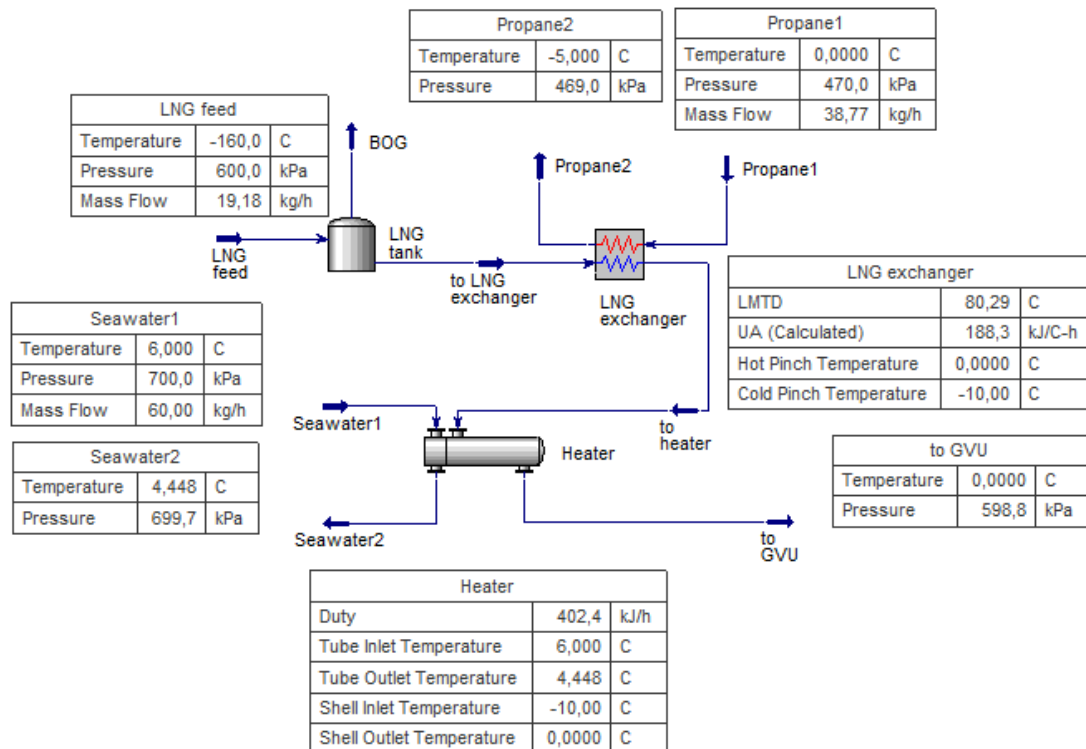 Propane2
Temperature -5,000 C
Pressure 469,0 kPa
Propane1
Temperature 0,0000 C
Pressure 470,0 kPa
Mass Flow 38,77 kg/h
LNG feed
Temperature -160,0 C
Pressure 600,0 kPa
Mass Flow 19,18 kg/h
BOG
Propane2
Propane1
LNG
feed
LNG
tank
to LNG
exchanger
LNG
exchanger
LNG exchanger
LMTD 80,29 C
UA (Calculated) 188,3 kJ/C-h
Hot Pinch Temperature 0,0000 C
Cold Pinch Temperature -10,00 C
Seawater1
Temperature 6,000 C
Pressure 700,0 kPa
Mass Flow 60,00 kg/h
Seawater1
to
heater
Heater
Seawater2
Temperature 4,448 C
Pressure 699,7 kPa
to GVU
Temperature 0,0000 C
Pressure 598,8 kPa
Seawater2
to
GVU
Heater
Duty 402,4 kJ/h
Tube Inlet Temperature 6,000 C
Tube Outlet Temperature 4,448 C
Shell Inlet Temperature -10,00 C
Shell Outlet Temperature 0,0000 C